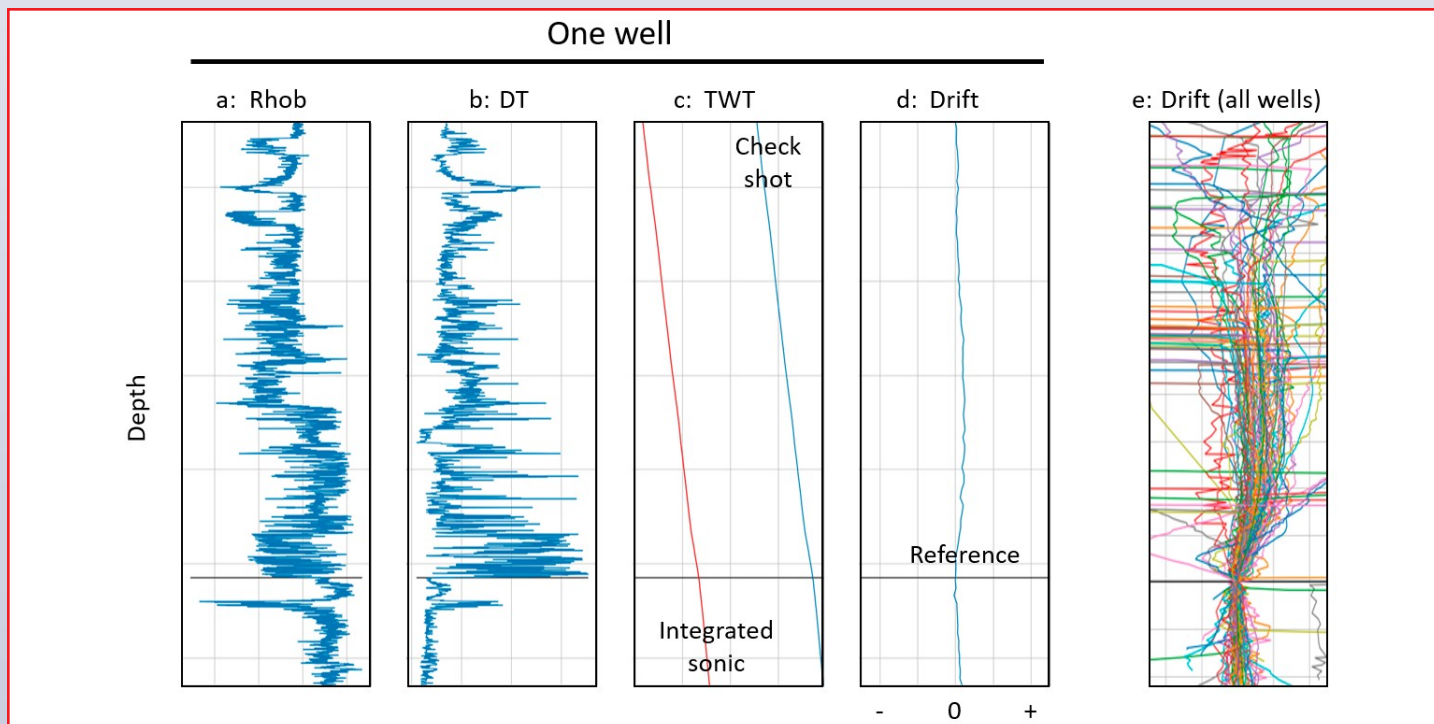 One well
a: Rhob
b: DT
c: TWT
d: Drift
e: Drift (all wells)
Check
shot
Depth
Reference
Integrated
sonic
- 0 +